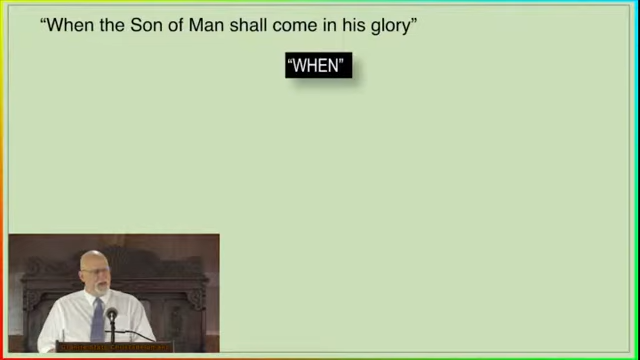 “When the Son of Man shall come in his glory”
“WHEN”